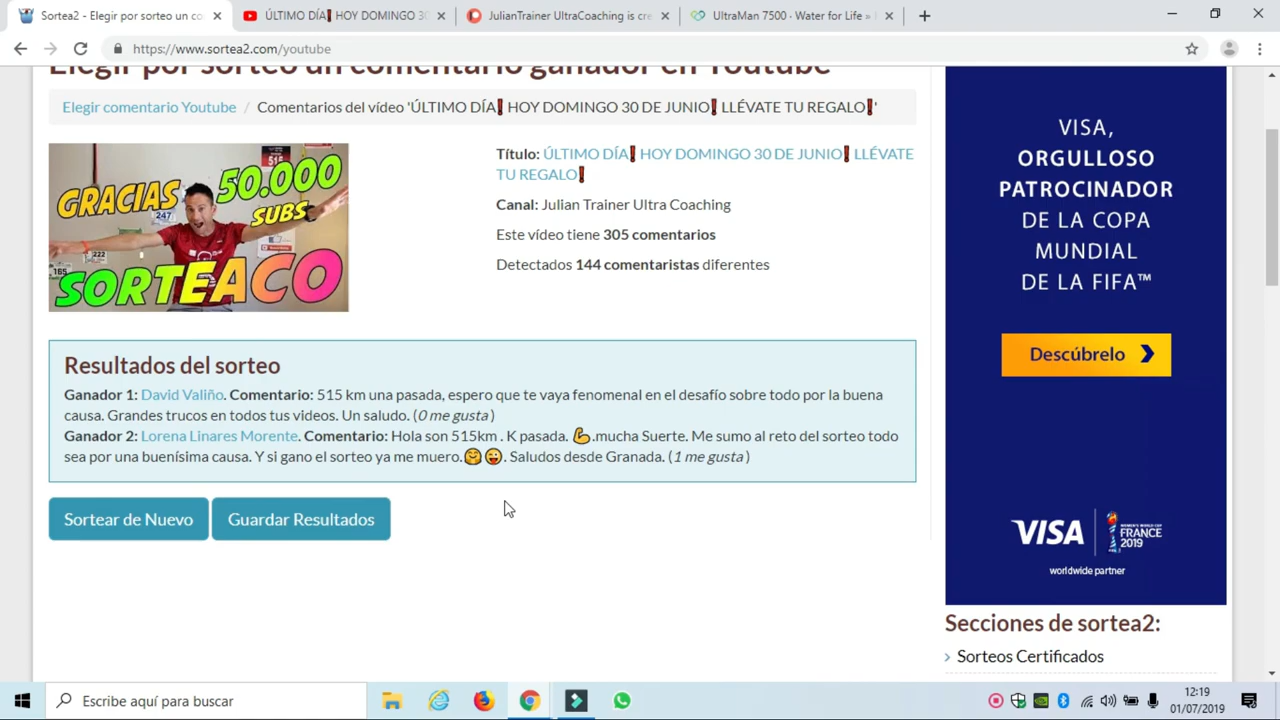 Sortea2 - Elegir por sorteo un co
ÚLTIMO DÍA❗ HOY DOMINGO 30
JulianTrainer UltraCoaching is cre
UltraMan 7500 · Water for Life »
https://www.sortea2.com/youtube
Elegir por sorteo un comentario ganador en Youtube
Elegir comentario Youtube / Comentarios del vídeo 'ÚLTIMO DÍA❗ HOY DOMINGO 30 DE JUNIO❗ LLÉVATE TU REGALO❗'
GRACIAS 50.000
SUBS
SORTEACO
515
247
222
165
Título: ÚLTIMO DÍA❗ HOY DOMINGO 30 DE JUNIO❗ LLÉVATE
TU REGALO❗
Canal: Julian Trainer Ultra Coaching
Este vídeo tiene 305 comentarios
Detectados 144 comentaristas diferentes
Resultados del sorteo
Ganador 1: David Valiño. Comentario: 515 km una pasada, espero que te vaya fenomenal en el desafío sobre todo por la buena
causa. Grandes trucos en todos tus videos. Un saludo. (0 me gusta )
Ganador 2: Lorena Linares Morente. Comentario: Hola son 515km . K pasada. 💪.mucha Suerte. Me sumo al reto del sorteo todo
sea por una buenísima causa. Y si gano el sorteo ya me muero.🤗😜. Saludos desde Granada. (1 me gusta )
Sortear de Nuevo
Guardar Resultados
VISA,
ORGULLOSO
PATROCINADOR
DE LA COPA
MUNDIAL
DE LA FIFA™
Descúbrelo
VISA
WOMEN'S WORLD CUP
FRANCE
2019
worldwide partner
Secciones de sortea2:
Sorteos Certificados
Escribe aquí para buscar
12:19
01/07/2019